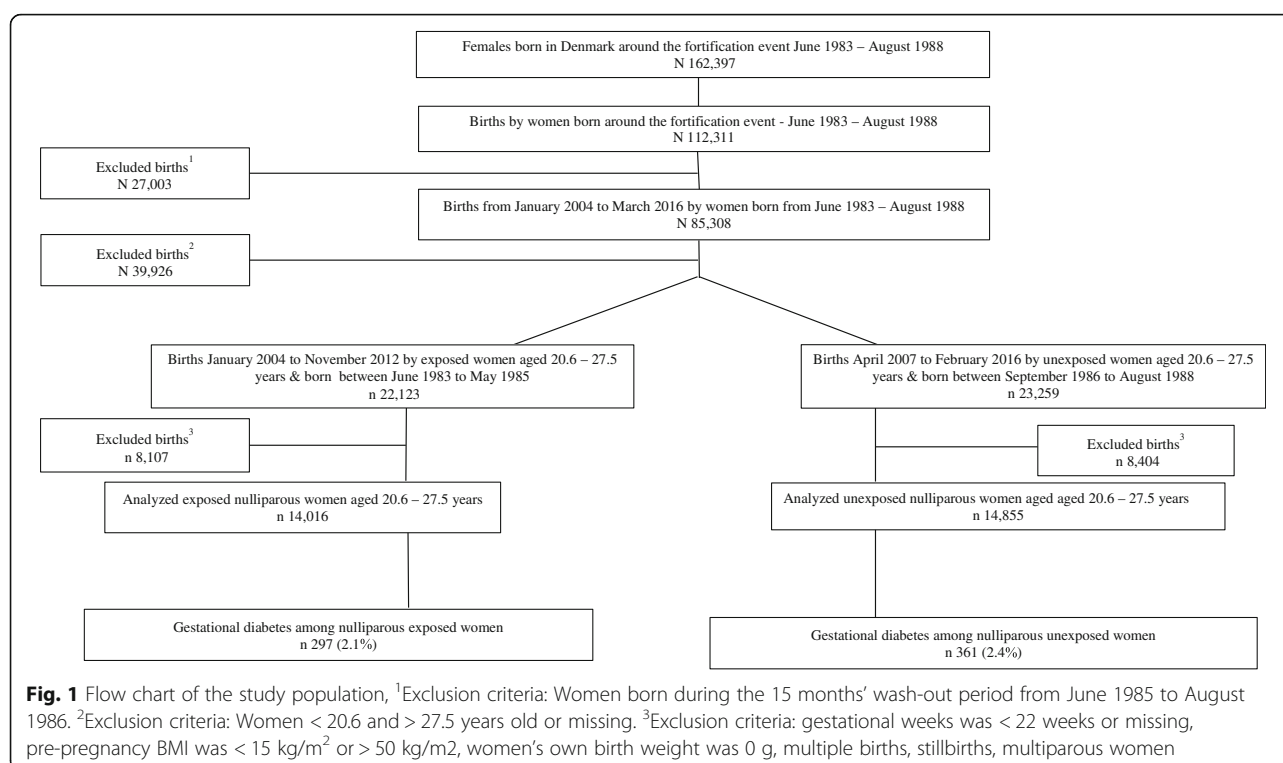 Females born in Denmark around the fortification event June 1983 – August 1988
N 162,397
Births by women born around the fortification event - June 1983 – August 1988
N 112,311
Excluded births1
N 27,003
Births from January 2004 to March 2016 by women born from June 1983 – August 1988
N 85,308
Excluded births2
N 39,926
Births January 2004 to November 2012 by exposed women aged 20.6 – 27.5
years & born between June 1983 to May 1985
n 22,123
Births April 2007 to February 2016 by unexposed women aged 20.6 – 27.5
years & born between September 1986 to August 1988
n 23,259
Excluded births3
n 8,107
Excluded births3
n 8,404
Analyzed exposed nulliparous women aged 20.6 – 27.5 years
n 14,016
Analyzed unexposed nulliparous women aged aged 20.6 – 27.5 years
n 14,855
Gestational diabetes among nulliparous exposed women
n 297 (2.1%)
Gestational diabetes among nulliparous unexposed women
n 361 (2.4%)
Fig. 1 Flow chart of the study population, 1Exclusion criteria: Women born during the 15 months' wash-out period from June 1985 to August
1986. 2Exclusion criteria: Women < 20.6 and > 27.5 years old or missing. 3Exclusion criteria: gestational weeks was < 22 weeks or missing,
pre-pregnancy BMI was < 15 kg/m2 or > 50 kg/m2, women's own birth weight was 0 g, multiple births, stillbirths, multiparous women